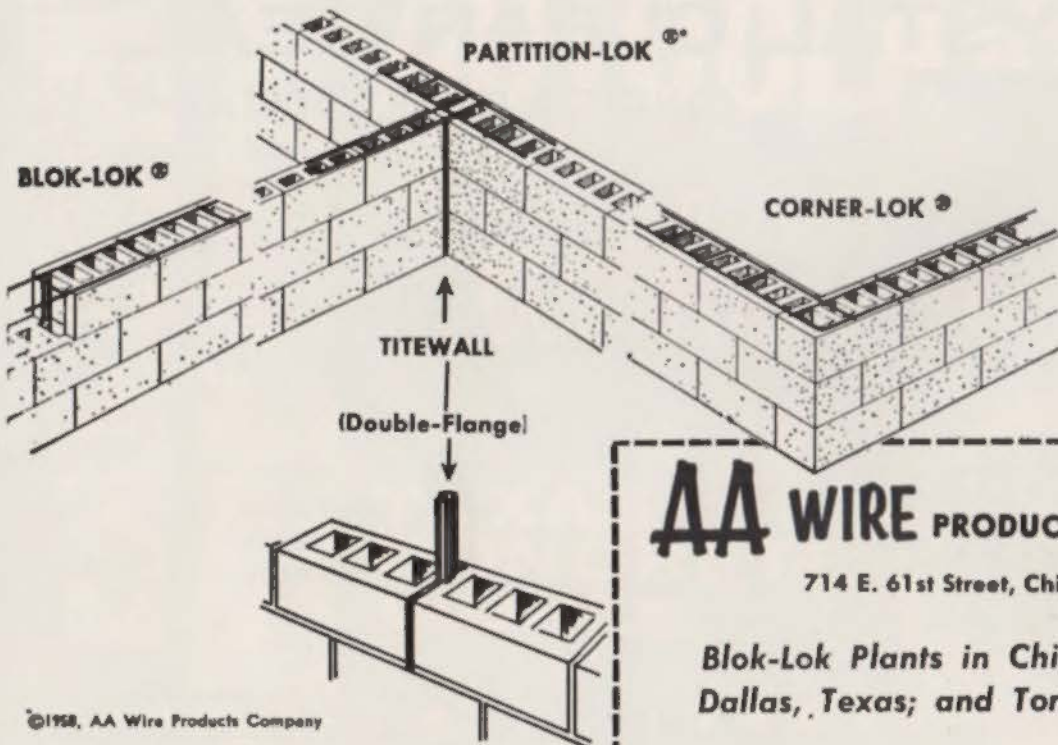 PARTITION-LOK ®*
BLOK-LOK ®
CORNER-LOK ®
TITEWALL
(Double-Flange)
AA WIRE PRODUC
714 E. 61st Street, Chi
Blok-Lok Plants in Chi
Dallas, Texas; and Tor
*©1958, AA Wire Products Company